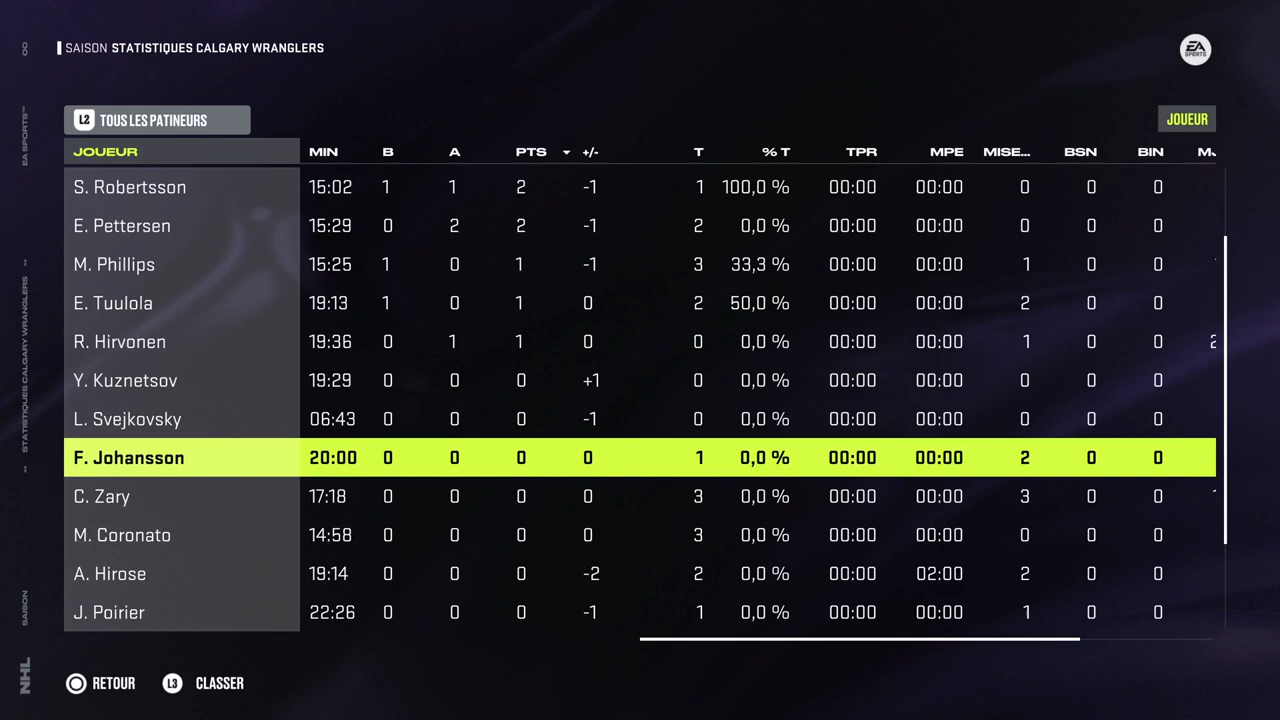 SAISON STATISTIQUES CALGARY WRANGLERS
EA SPORTS
L2 TOUS LES PATINEURS
JOUEUR
JOUEUR MIN B A PTS +/- T % T TPR MPE MISE... BSN BIN
S. Robertsson 15:02 1 1 2 -1 1 100,0 % 00:00 00:00 0 0 0
E. Pettersen 15:29 0 2 2 -1 2 0,0 % 00:00 00:00 0 0 0
M. Phillips 15:25 1 0 1 -1 3 33,3 % 00:00 00:00 1 0 0
E. Tuulola 19:13 1 0 1 0 2 50,0 % 00:00 00:00 2 0 0
R. Hirvonen 19:36 0 1 1 0 0 0,0 % 00:00 00:00 1 0 0
Y. Kuznetsov 19:29 0 0 0 +1 0 0,0 % 00:00 00:00 0 0 0
L. Svejkovsky 06:43 0 0 0 -1 0 0,0 % 00:00 00:00 0 0 0
F. Johansson 20:00 0 0 0 0 1 0,0 % 00:00 00:00 2 0 0
C. Zary 17:18 0 0 0 0 3 0,0 % 00:00 00:00 3 0 0
M. Coronato 14:58 0 0 0 0 3 0,0 % 00:00 00:00 0 0 0
A. Hirose 19:14 0 0 0 -2 2 0,0 % 00:00 02:00 2 0 0
J. Poirier 22:26 0 0 0 -1 1 0,0 % 00:00 00:00 1 0 0
RETOUR L3 CLASSER
NHL SAISON » STATISTIQUES CALGARY WRANGLERS » EA SPORTS™